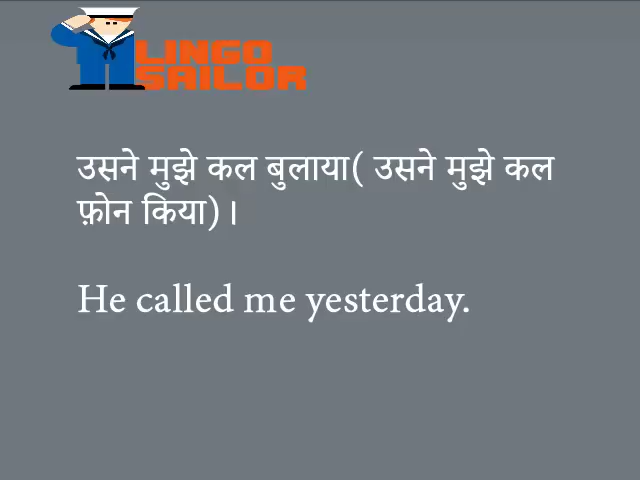 LINGO
SAILOR
उसने मुझे कल बुलाया( उसने मुझे कल
फ़ोन किया)।
He called me yesterday.